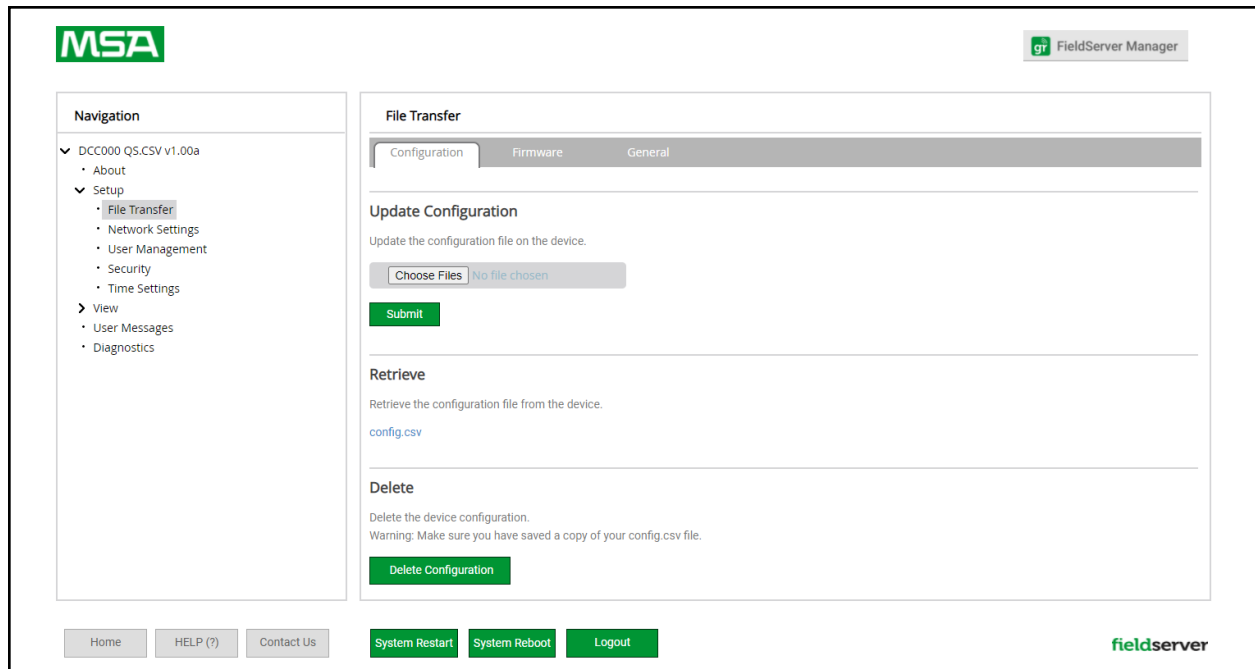 MSA
gr FieldServer Manager
Navigation
DCC000 QS.CSV v1.00a
About
Setup
File Transfer
Network Settings
User Management
Security
Time Settings
View
User Messages
Diagnostics
File Transfer
Configuration Firmware General
Update Configuration
Update the configuration file on the device.
Choose Files No file chosen
Submit
Retrieve
Retrieve the configuration file from the device.
config.csv
Delete
Delete the device configuration.
Warning: Make sure you have saved a copy of your config.csv file.
Delete Configuration
Home HELP (?) Contact Us System Restart System Reboot Logout
fieldserver